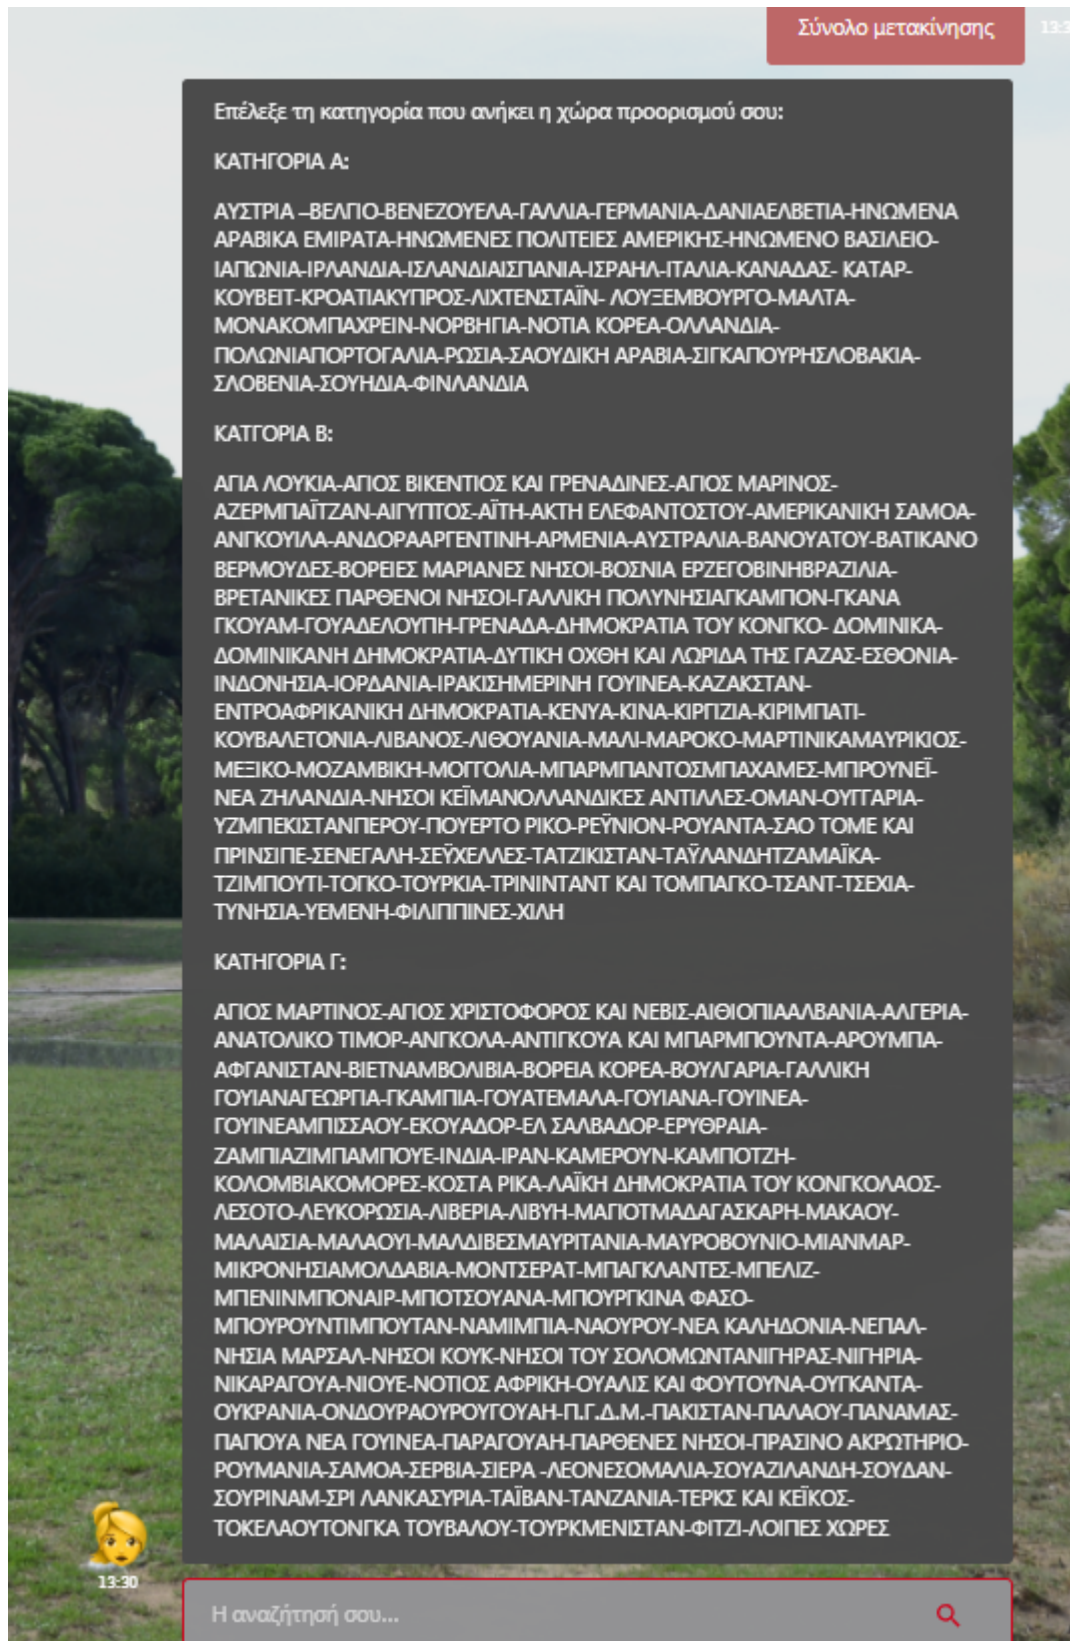 Σύνολο μετακίνησης
Επέλεξε τη κατηγορία που ανήκει η χώρα προορισμού σου:
ΚΑΤΗΓΟΡΙΑ Α:
ΑΥΣΤΡΙΑ –ΒΕΛΓΙΟ-ΒΕΝΕΖΟΥΕΛΑ-ΓΑΛΛΙΑ-ΓΕΡΜΑΝΙΑ-ΔΑΝΙΑΕΛΒΕΤΙΑ-ΗΝΩΜΕΝΑ
ΑΡΑΒΙΚΑ ΕΜΙΡΑΤΑ-ΗΝΩΜΕΝΕΣ ΠΟΛΙΤΕΙΕΣ ΑΜΕΡΙΚΗΣ-ΗΝΩΜΕΝΟ ΒΑΣΙΛΕΙΟ-
ΙΑΠΩΝΙΑ-ΙΡΛΑΝΔΙΑ-ΙΣΛΑΝΔΙΑΙΣΠΑΝΙΑ-ΙΣΡΑΗΛ-ΙΤΑΛΙΑ-ΚΑΝΑΔΑΣ- ΚΑΤΑΡ-
ΚΟΥΒΕΙΤ-ΚΡΟΑΤΙΑΚΥΠΡΟΣ-ΛΙΧΤΕΝΣΤΑΪΝ- ΛΟΥΞΕΜΒΟΥΡΓΟ-ΜΑΛΤΑ-
ΜΟΝΑΚΟΜΠΑΧΡΕΙΝ-ΝΟΡΒΗΓΙΑ-ΝΟΤΙΑ ΚΟΡΕΑ-ΟΛΛΑΝΔΙΑ-
ΠΟΛΩΝΙΑΠΟΡΤΟΓΑΛΙΑ-ΡΩΣΙΑ-ΣΑΟΥΔΙΚΗ ΑΡΑΒΙΑ-ΣΙΓΚΑΠΟΥΡΗΣΛΟΒΑΚΙΑ-
ΣΛΟΒΕΝΙΑ-ΣΟΥΗΔΙΑ-ΦΙΝΛΑΝΔΙΑ
ΚΑΤΓΟΡΙΑ Β:
ΑΓΙΑ ΛΟΥΚΙΑ-ΑΓΙΟΣ ΒΙΚΕΝΤΙΟΣ ΚΑΙ ΓΡΕΝΑΔΙΝΕΣ-ΑΓΙΟΣ ΜΑΡΙΝΟΣ-
ΑΖΕΡΜΠΑΪΤΖΑΝ-ΑΙΓΥΠΤΟΣ-ΑΪΤΗ-ΑΚΤΗ ΕΛΕΦΑΝΤΟΣΤΟΥ-ΑΜΕΡΙΚΑΝΙΚΗ ΣΑΜΟΑ-
ΑΝΓΚΟΥΙΛΑ-ΑΝΔΟΡΑΑΡΓΕΝΤΙΝΗ-ΑΡΜΕΝΙΑ-ΑΥΣΤΡΑΛΙΑ-ΒΑΝΟΥΑΤΟΥ-ΒΑΤΙΚΑΝΟ
ΒΕΡΜΟΥΔΕΣ-ΒΟΡΕΙΕΣ ΜΑΡΙΑΝΕΣ ΝΗΣΟΙ-ΒΟΣΝΙΑ ΕΡΖΕΓΟΒΙΝΗΒΡΑΖΙΛΙΑ-
ΒΡΕΤΑΝΙΚΕΣ ΠΑΡΘΕΝΟΙ ΝΗΣΟΙ-ΓΑΛΛΙΚΗ ΠΟΛΥΝΗΣΙΑΓΚΑΜΠΟΝ-ΓΚΑΝΑ
ΓΚΟΥΑΜ-ΓΟΥΑΔΕΛΟΥΠΗ-ΓΡΕΝΑΔΑ-ΔΗΜΟΚΡΑΤΙΑ ΤΟΥ ΚΟΝΓΚΟ- ΔΟΜΙΝΙΚΑ-
ΔΟΜΙΝΙΚΑΝΗ ΔΗΜΟΚΡΑΤΙΑ-ΔΥΤΙΚΗ ΟΧΘΗ ΚΑΙ ΛΩΡΙΔΑ ΤΗΣ ΓΑΖΑΣ-ΕΣΘΟΝΙΑ-
ΙΝΔΟΝΗΣΙΑ-ΙΟΡΔΑΝΙΑ-ΙΡΑΚΙΣΗΜΕΡΙΝΗ ΓΟΥΙΝΕΑ-ΚΑΖΑΚΣΤΑΝ-
ΕΝΤΡΟΑΦΡΙΚΑΝΙΚΗ ΔΗΜΟΚΡΑΤΙΑ-ΚΕΝΥΑ-ΚΙΝΑ-ΚΙΡΓΙΖΙΑ-ΚΙΡΙΜΠΑΤΙ-
ΚΟΥΒΑΛΕΤΟΝΙΑ-ΛΙΒΑΝΟΣ-ΛΙΘΟΥΑΝΙΑ-ΜΑΛΙ-ΜΑΡΟΚΟ-ΜΑΡΤΙΝΙΚΑΜΑΥΡΙΚΙΟΣ-
ΜΕΞΙΚΟ-ΜΟΖΑΜΒΙΚΗ-ΜΟΓΓΟΛΙΑ-ΜΠΑΡΜΠΑΝΤΟΣΜΠΑΧΑΜΕΣ-ΜΠΡΟΥΝΕΪ-
ΝΕΑ ΖΗΛΑΝΔΙΑ-ΝΗΣΟΙ ΚΕΪΜΑΝΟΛΛΑΝΔΙΚΕΣ ΑΝΤΙΛΛΕΣ-ΟΜΑΝ-ΟΥΓΓΑΡΙΑ-
ΥΖΜΠΕΚΙΣΤΑΝΠΕΡΟΥ-ΠΟΥΕΡΤΟ ΡΙΚΟ-ΡΕΫΝΙΟΝ-ΡΟΥΑΝΤΑ-ΣΑΟ ΤΟΜΕ ΚΑΙ
ΠΡΙΝΣΙΠΕ-ΣΕΝΕΓΑΛΗ-ΣΕΫΧΕΛΛΕΣ-ΤΑΤΖΙΚΙΣΤΑΝ-ΤΑΫΛΑΝΔΗΤΖΑΜΑΪΚΑ-
ΤΖΙΜΠΟΥΤΙ-ΤΟΓΚΟ-ΤΟΥΡΚΙΑ-ΤΡΙΝΙΝΤΑΝΤ ΚΑΙ ΤΟΜΠΑΓΚΟ-ΤΣΑΝΤ-ΤΣΕΧΙΑ-
ΤΥΝΗΣΙΑ-ΥΕΜΕΝΗ-ΦΙΛΙΠΠΙΝΕΣ-ΧΙΛΗ
ΚΑΤΗΓΟΡΙΑ Γ:
ΑΓΙΟΣ ΜΑΡΤΙΝΟΣ-ΑΓΙΟΣ ΧΡΙΣΤΟΦΟΡΟΣ ΚΑΙ ΝΕΒΙΣ-ΑΙΘΙΟΠΙΑΑΛΒΑΝΙΑ-ΑΛΓΕΡΙΑ-
ΑΝΑΤΟΛΙΚΟ ΤΙΜΟΡ-ΑΝΓΚΟΛΑ-ΑΝΤΙΓΚΟΥΑ ΚΑΙ ΜΠΑΡΜΠΟΥΝΤΑ-ΑΡΟΥΜΠΑ-
ΑΦΓΑΝΙΣΤΑΝ-ΒΙΕΤΝΑΜΒΟΛΙΒΙΑ-ΒΟΡΕΙΑ ΚΟΡΕΑ-ΒΟΥΛΓΑΡΙΑ-ΓΑΛΛΙΚΗ
ΓΟΥΙΑΝΑΓΕΩΡΓΙΑ-ΓΚΑΜΠΙΑ-ΓΟΥΑΤΕΜΑΛΑ-ΓΟΥΙΑΝΑ-ΓΟΥΙΝΕΑ-
ΓΟΥΙΝΕΑΜΠΙΣΣΑΟΥ-ΕΚΟΥΑΔΟΡ-ΕΛ ΣΑΛΒΑΔΟΡ-ΕΡΥΘΡΑΙΑ-
ΖΑΜΠΙΑΖΙΜΠΑΜΠΟΥΕ-ΙΝΔΙΑ-ΙΡΑΝ-ΚΑΜΕΡΟΥΝ-ΚΑΜΠΟΤΖΗ-
ΚΟΛΟΜΒΙΑΚΟΜΟΡΕΣ-ΚΟΣΤΑ ΡΙΚΑ-ΛΑΪΚΗ ΔΗΜΟΚΡΑΤΙΑ ΤΟΥ ΚΟΝΓΚΟΛΑΟΣ-
ΛΕΣΟΤΟ-ΛΕΥΚΟΡΩΣΙΑ-ΛΙΒΕΡΙΑ-ΛΙΒΥΗ-ΜΑΓΙΟΤΜΑΔΑΓΑΣΚΑΡΗ-ΜΑΚΑΟΥ-
ΜΑΛΑΙΣΙΑ-ΜΑΛΑΟΥΙ-ΜΑΛΔΙΒΕΣΜΑΥΡΙΤΑΝΙΑ-ΜΑΥΡΟΒΟΥΝΙΟ-ΜΙΑΝΜΑΡ-
ΜΙΚΡΟΝΗΣΙΑΜΟΛΔΑΒΙΑ-ΜΟΝΤΣΕΡΑΤ-ΜΠΑΓΚΛΑΝΤΕΣ-ΜΠΕΛΙΖ-
ΜΠΕΝΙΝΜΠΟΝΑΙΡ-ΜΠΟΤΣΟΥΑΝΑ-ΜΠΟΥΡΓΚΙΝΑ ΦΑΣΟ-
ΜΠΟΥΡΟΥΝΤΙΜΠΟΥΤΑΝ-ΝΑΜΙΜΠΙΑ-ΝΑΟΥΡΟΥ-ΝΕΑ ΚΑΛΗΔΟΝΙΑ-ΝΕΠΑΛ-
ΝΗΣΙΑ ΜΑΡΣΑΛ-ΝΗΣΟΙ ΚΟΥΚ-ΝΗΣΟΙ ΤΟΥ ΣΟΛΟΜΩΝΤΑΝΙΓΗΡΑΣ-ΝΙΓΗΡΙΑ-
ΝΙΚΑΡΑΓΟΥΑ-ΝΙΟΥΕ-ΝΟΤΙΟΣ ΑΦΡΙΚΗ-ΟΥΑΛΙΣ ΚΑΙ ΦΟΥΤΟΥΝΑ-ΟΥΓΚΑΝΤΑ-
ΟΥΚΡΑΝΙΑ-ΟΝΔΟΥΡΑΟΥΡΟΥΓΟΥΑΗ-Π.Γ.Δ.Μ.-ΠΑΚΙΣΤΑΝ-ΠΑΛΑΟΥ-ΠΑΝΑΜΑΣ-
ΠΑΠΟΥΑ ΝΕΑ ΓΟΥΙΝΕΑ-ΠΑΡΑΓΟΥΑΗ-ΠΑΡΘΕΝΕΣ ΝΗΣΟΙ-ΠΡΑΣΙΝΟ ΑΚΡΩΤΗΡΙΟ-
ΡΟΥΜΑΝΙΑ-ΣΑΜΟΑ-ΣΕΡΒΙΑ-ΣΙΕΡΑ -ΛΕΟΝΕΣΟΜΑΛΙΑ-ΣΟΥΑΖΙΛΑΝΔΗ-ΣΟΥΔΑΝ-
ΣΟΥΡΙΝΑΜ-ΣΡΙ ΛΑΝΚΑΣΥΡΙΑ-ΤΑΪΒΑΝ-ΤΑΝΖΑΝΙΑ-ΤΕΡΚΣ ΚΑΙ ΚΕΪΚΟΣ-
ΤΟΚΕΛΑΟΥΤΟΝΓΚΑ ΤΟΥΒΑΛΟΥ-ΤΟΥΡΚΜΕΝΙΣΤΑΝ-ΦΙΤΖΙ-ΛΟΙΠΕΣ ΧΩΡΕΣ
13:30
Η αναζήτησή σου...